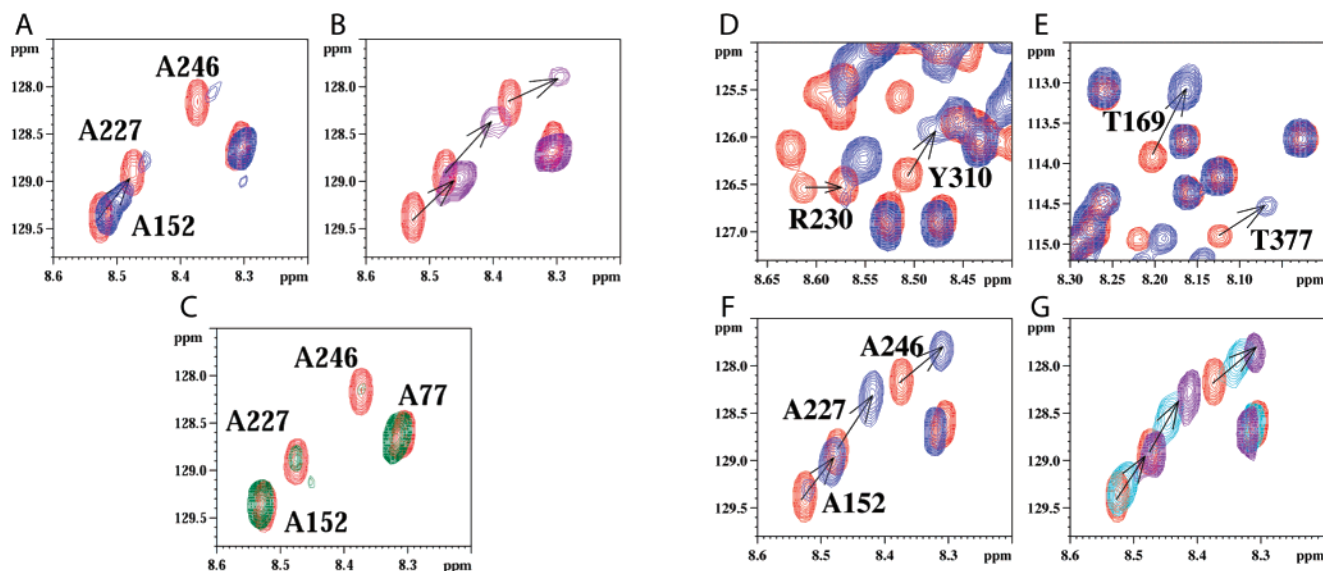 A
ppm
A246
128.0
A227
128.5
129.0
A152
129.5
8.6 8.5 8.4 8.3 ppm
B
ppm
128.0
128.5
129.0
129.5
8.6 8.5 8.4 8.3 ppm
C
ppm
A246
128.0
A77
128.5
A227
129.0
A152
129.5
8.6 8.5 8.4 8.3 ppm
D
ppm
125.5
126.0
Y310
126.5
R230
127.0
8.65 8.60 8.55 8.50 8.45 ppm
E
ppm
113.0
T169
113.5
114.0
114.5
T377
115.0
8.30 8.25 8.20 8.15 8.10 ppm
F
ppm
A246
128.0
A227
128.5
129.0
A152
129.5
8.6 8.5 8.4 8.3 ppm
G
ppm
128.0
128.5
129.0
129.5
8.6 8.5 8.4 8.3 ppm